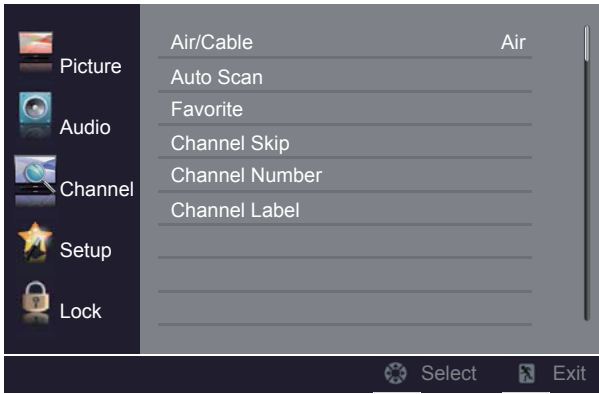 Picture
Audio
Channel
Setup
Lock
Air/Cable Air
Auto Scan
Favorite
Channel Skip
Channel Number
Channel Label
Select Exit